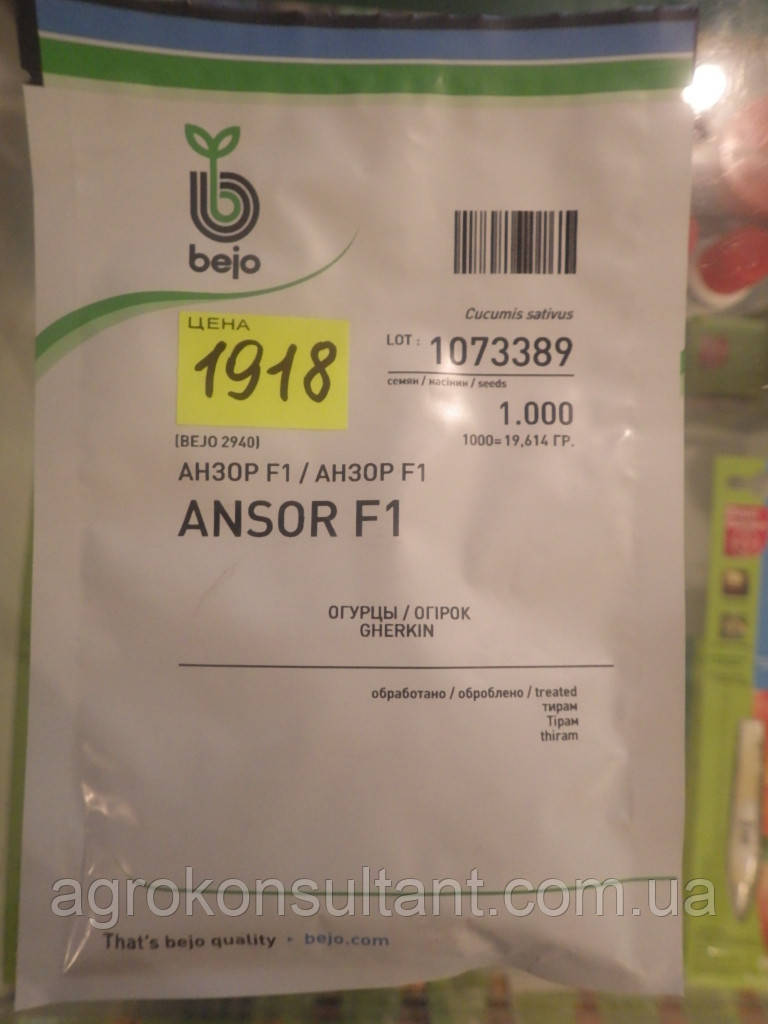 bejo
Cucumis sativus
ЦЕНА
1918
LOT : 1073389
семян / насінин / seeds
1.000
(BEJO 2940)
1000=19,614 ГР.
АНЗОР F1 / АНЗОР F1
ANSOR F1
ОГУРЦЫ / ОГІРОК
GHERKIN
обработано / оброблено / treated
тирам
Тірам
thiram
agrokonsultant.com.ua
That's bejo quality • bejo.com